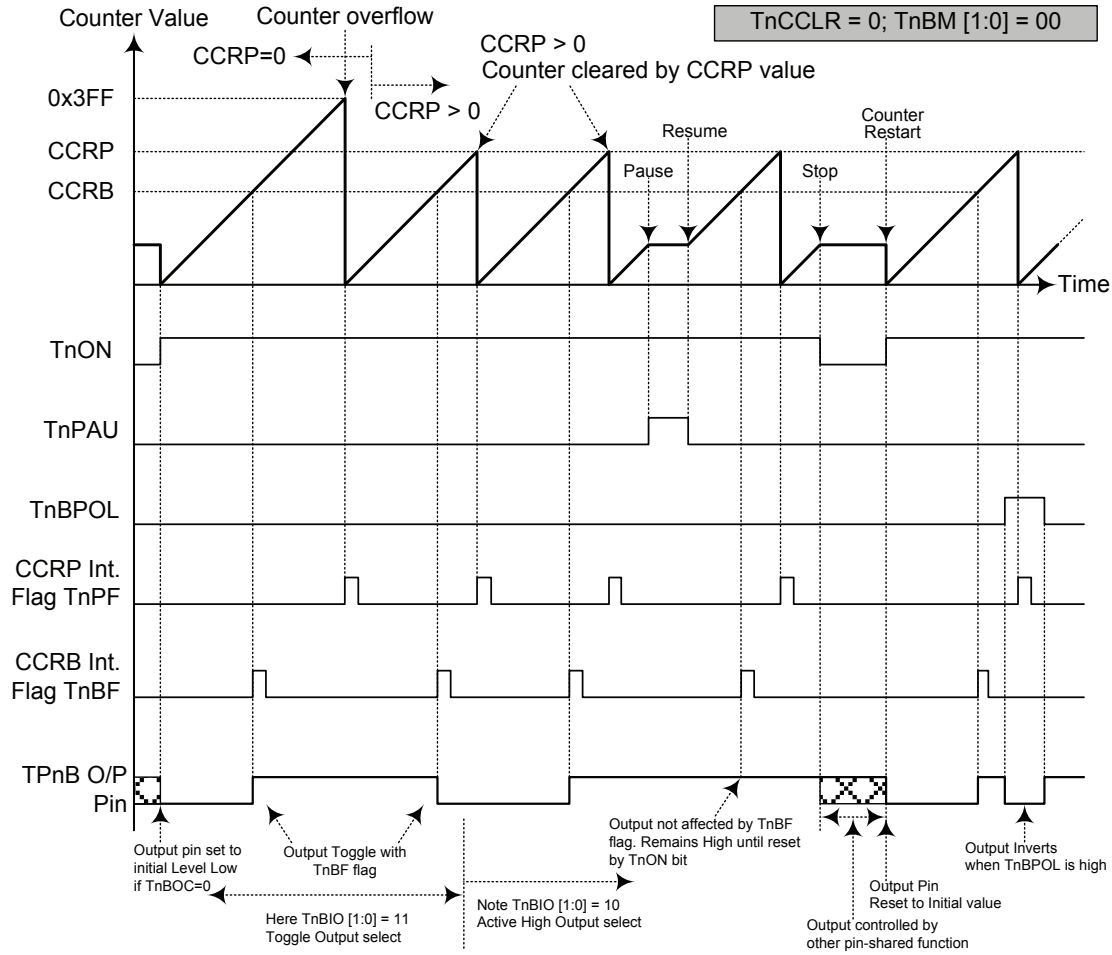 Counter Value
Counter overflow
TnCCLR = 0; TnBM [1:0] = 00
CCRP=0
CCRP > 0
CCRP > 0
Counter cleared by CCRP value
0x3FF
CCRP
CCRB
Pause
Resume
Stop
Counter
Restart
Time
TnON
TnPAU
TnBPOL
CCRP Int.
Flag TnPF
CCRB Int.
Flag TnBF
TPnB O/P
Pin
Output pin set to
initial Level Low
if TnBOC=0
Output Toggle with
TnBF flag
Here TnBIO [1:0] = 11
Toggle Output select
Note TnBIO [1:0] = 10
Active High Output select
Output not affected by TnBF
flag. Remains High until reset
by TnON bit
Output controlled by
other pin-shared function
Output Pin
Reset to Initial value
Output Inverts
when TnBPOL is high